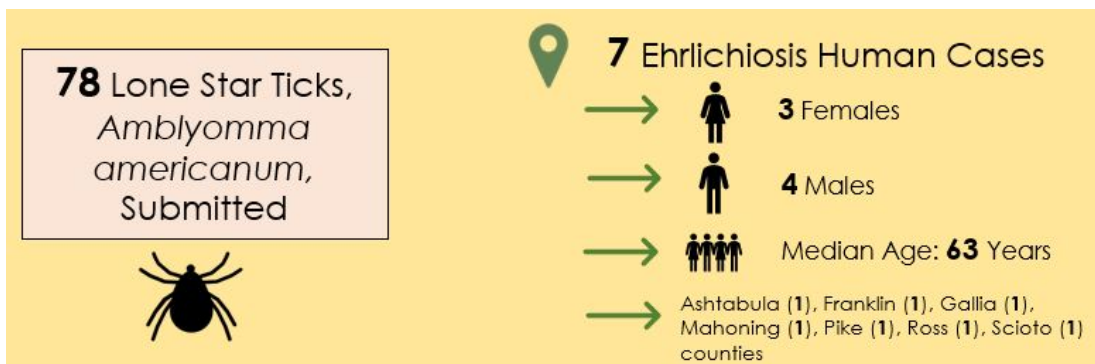 78 Lone Star Ticks,
Amblyomma
americanum,
Submitted
7 Ehrlichiosis Human Cases
3 Females
4 Males
Median Age: 63 Years
Ashtabula (1), Franklin (1), Gallia (1),
Mahoning (1), Pike (1), Ross (1), Scioto (1)
counties